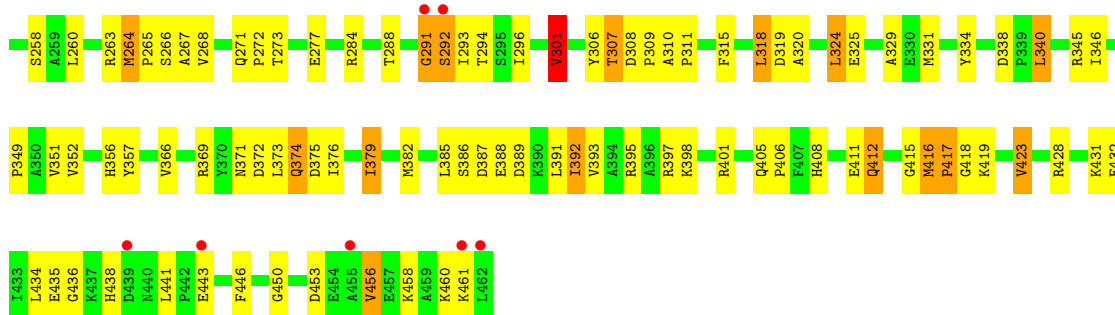 S258 A259 L260 R263 M264 P265 S266 A267 V268 Q271 P272 T273 E277 R284 T288 G291 S292 I293 T294 S295 I296 V301 Y306 T307 D308 P309 A310 P311 F315 L318 D319 A320 L324 E325 A329 E330 M331 Y334 D338 P339 L340 R345 I346
P349 A350 V351 V352 H356 Y357 V366 R369 Y370 N371 D372 L373 Q374 D375 I376 I379 M382 L385 S386 D387 E388 D389 K390 L391 I392 V393 A394 R395 A396 R397 K398 R401 Q405 P406 F407 H408 E411 Q412 G415 M416 P417 G418 K419 V423 R428 K431 E432
I433 L434 E435 G436 K437 H438 D439 N440 L441 P442 E443 F446 G450 D453 E454 A455 V456 E457 K458 A459 K460 K461 L462